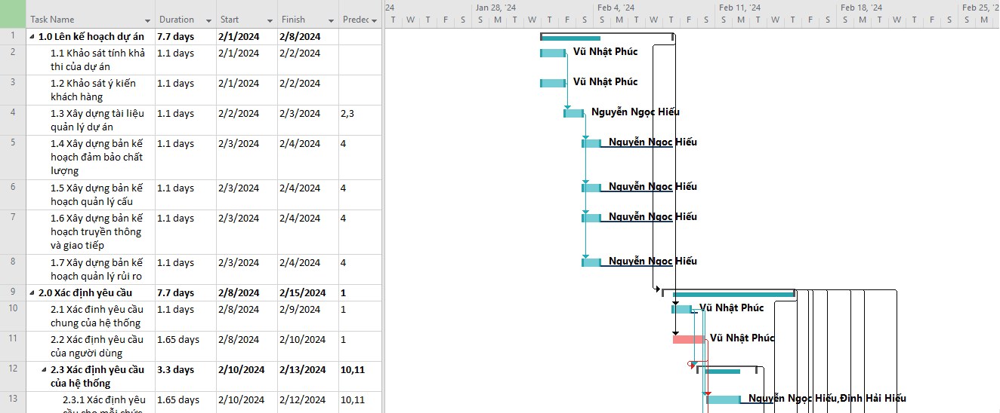 Task Name Duration Start Finish Predec
24 Jan 28, '24 Feb 4, '24 Feb 11, '24 Feb 18, '24 Feb 25, '2
T W T F S S M T W T F S S M T W T F S S M T W T F S S M T W T F S S M
1 1.0 Lên kế hoạch dự án 7.7 days 2/1/2024 2/8/2024
2 1.1 Khảo sát tính khả 1.1 days 2/1/2024 2/2/2024 Vũ Nhật Phúc
thi của dự án
3 1.2 Khảo sát ý kiến 1.1 days 2/1/2024 2/2/2024 Vũ Nhật Phúc
khách hàng
4 1.3 Xây dựng tài liệu 1.1 days 2/2/2024 2/3/2024 2,3 Nguyễn Ngọc Hiếu
quản lý dự án
5 1.4 Xây dựng bản kế 1.1 days 2/3/2024 2/4/2024 4 Nguyễn Ngọc Hiếu
hoạch đảm bảo chất
lượng
6 1.5 Xây dựng bản kế 1.1 days 2/3/2024 2/4/2024 4 Nguyễn Ngọc Hiếu
hoạch quản lý cấu
7 1.6 Xây dựng bản kế 1.1 days 2/3/2024 2/4/2024 4 Nguyễn Ngọc Hiếu
hoạch truyền thông
và giao tiếp
8 1.7 Xây dựng bản kế 1.1 days 2/3/2024 2/4/2024 4 Nguyễn Ngọc Hiếu
hoạch quản lý rủi ro
9 2.0 Xác định yêu cầu 7.7 days 2/8/2024 2/15/2024 1
10 2.1 Xác đinh yêu cầu 1.1 days 2/8/2024 2/9/2024 1 Vũ Nhật Phúc
chung của hệ thống
11 2.2 Xác định yêu cầu 1.65 days 2/8/2024 2/10/2024 1 Vũ Nhật Phúc
của người dùng
12 2.3 Xác định yêu cầu 3.3 days 2/10/2024 2/13/2024 10,11
của hệ thống
13 2.3.1 Xác định yêu 1.65 days 2/10/2024 2/12/2024 10,11 Nguyễn Ngọc Hiếu,Đinh Hải Hiếu
cầu cho mỗi chức